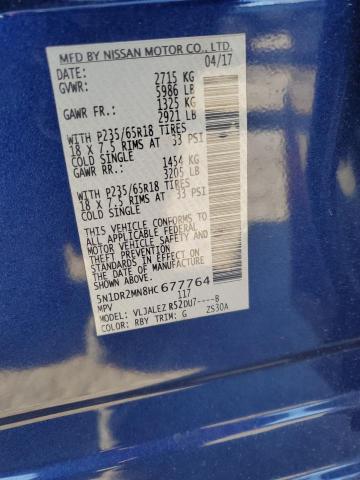 MFD BY NISSAN MOTOR CO., LTD.
DATE: 04/17
GVWR: 2715 KG
5986 LB
GAWR FR.: 1325 KG
2921 LB
WITH P235/65R18 TIRES
18 X 7.5 RIMS AT 33 PSI
COLD SINGLE
GAWR RR.: 1454 KG
3205 LB
WITH P235/65R18 TIRES
18 X 7.5 RIMS AT 33 PSI
COLD SINGLE
THIS VEHICLE CONFORMS TO
ALL APPLICABLE FEDERAL
MOTOR VEHICLE SAFETY AND
THEFT PREVENTION STANDARDS
IN EFFECT ON THE DATE OF
MANUFACTURE SHOWN ABOVE.
5N1DR2MN8HC 677764
MPV 117
MODEL: VLJALEZ R52DU7----B
COLOR: RBY TRIM: G ZS30A